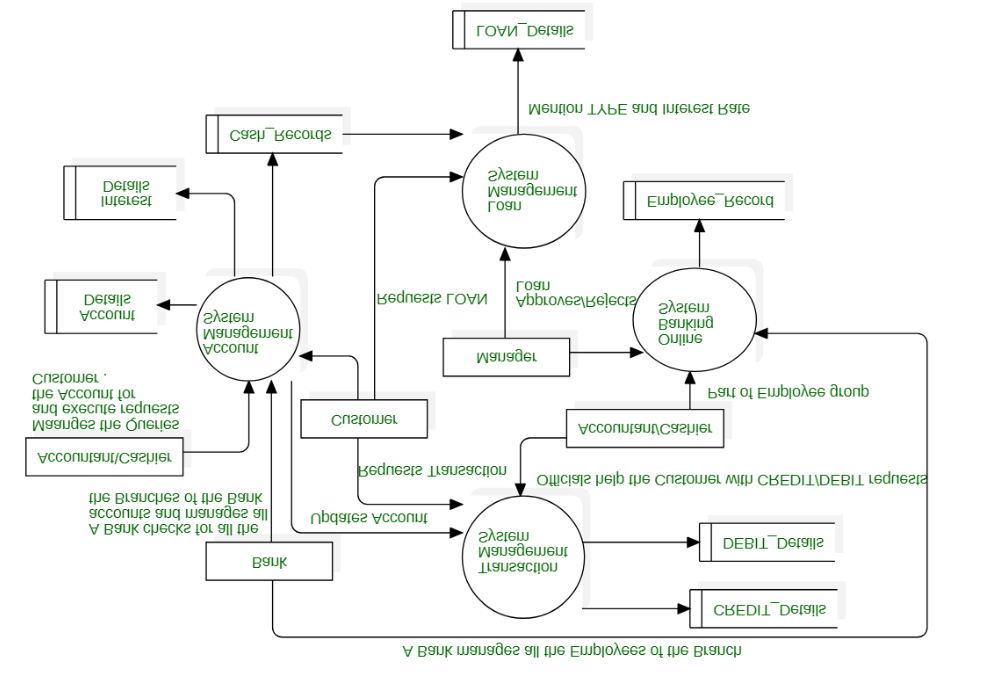 A Bank manages all the Employees of the Branch
CREDIT_Details
Transaction
Management
System
DEBIT_Details
Bank
A Bank checks for all the
accounts and manages all
the Branches of the Bank
Updates Account
Officials help the Customer with CREDIT/DEBIT requests
Requests Transaction
Accountant/Cashier
Maanges the Queries
and execute requests
the Account for
Customer .
Customer
Accountant/Cashier
Part of Employee group
Manager
Account
Management
System
Online
Banking
System
Account
Details
Requests LOAN
Approves/Rejects
Loan
Loan
Management
System
Interest
Details
Employee_Record
Cash_Records
Mention TYPE and Interest Rate
LOAN_Details